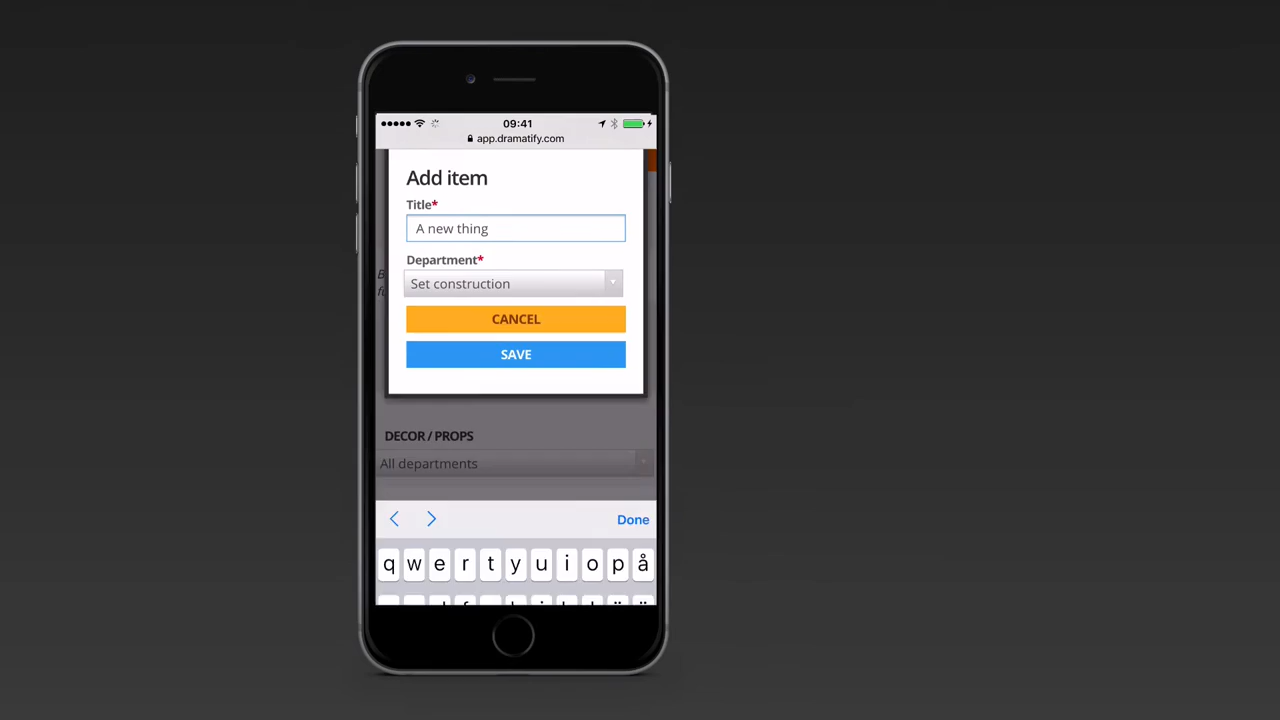 09:41
app.dramatify.com
Add item
Title*
A new thing
Department*
Set construction
CANCEL
SAVE
DECOR / PROPS
All departments
Done
q w e r t y u i o p å